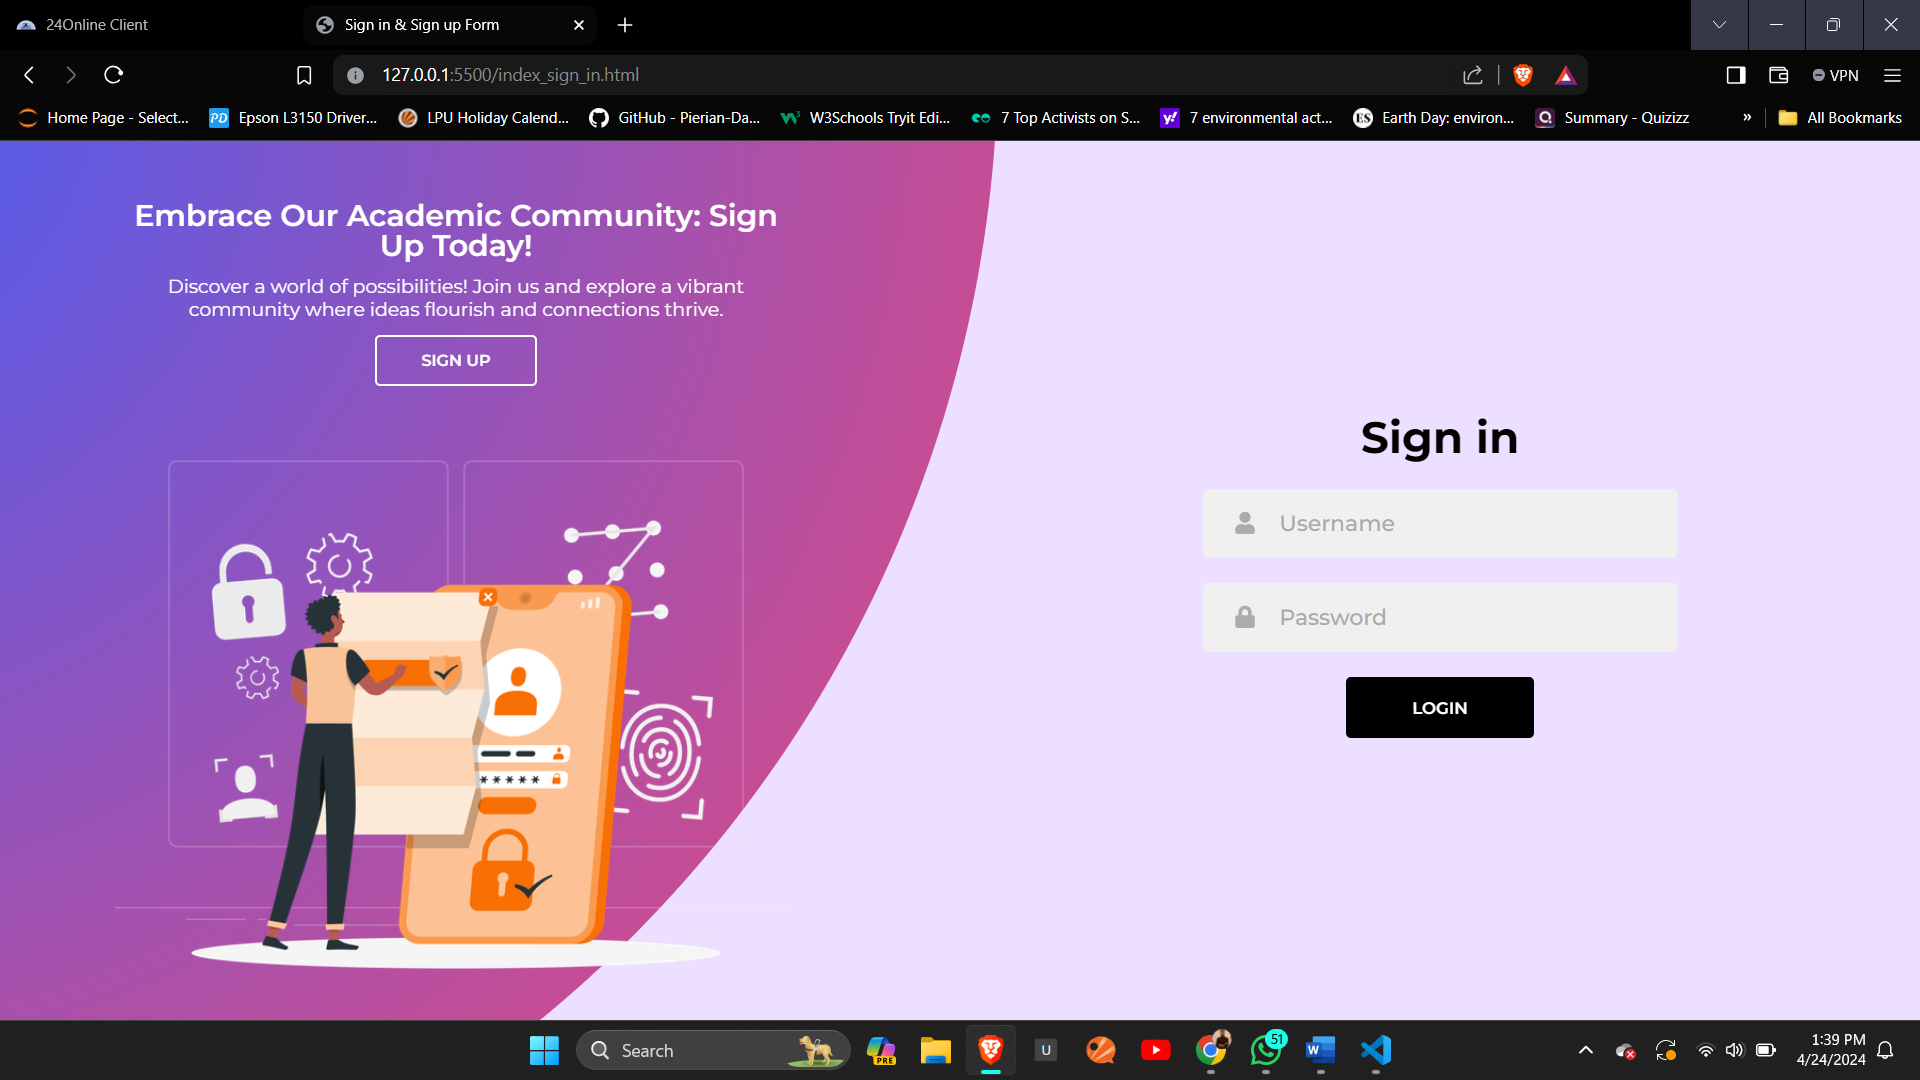 24Online Client
Sign in & Sign up Form
127.0.0.1:5500/index_sign_in.html
VPN
Home Page - Select...
PD
Epson L3150 Driver...
LPU Holiday Calend...
GitHub - Pierian-Da...
W3Schools Tryit Edi...
7 Top Activists on S...
y!
7 environmental act...
ES
Earth Day: environ...
Q
Summary - Quizizz
»
All Bookmarks
Embrace Our Academic Community: Sign
Up Today!
Discover a world of possibilities! Join us and explore a vibrant
community where ideas flourish and connections thrive.
SIGN UP
*****
Sign in
Username
Password
LOGIN
Search
PRE
U
51
W
1:39 PM
4/24/2024